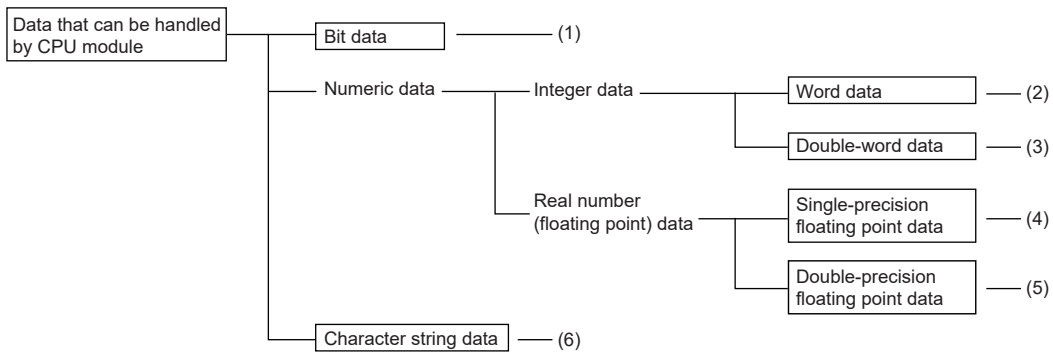 Data that can be handled
by CPU module
Bit data
(1)
Numeric data
Integer data
Word data
(2)
Double-word data
(3)
Real number
(floating point) data
Single-precision
floating point data
(4)
Double-precision
floating point data
(5)
Character string data
(6)